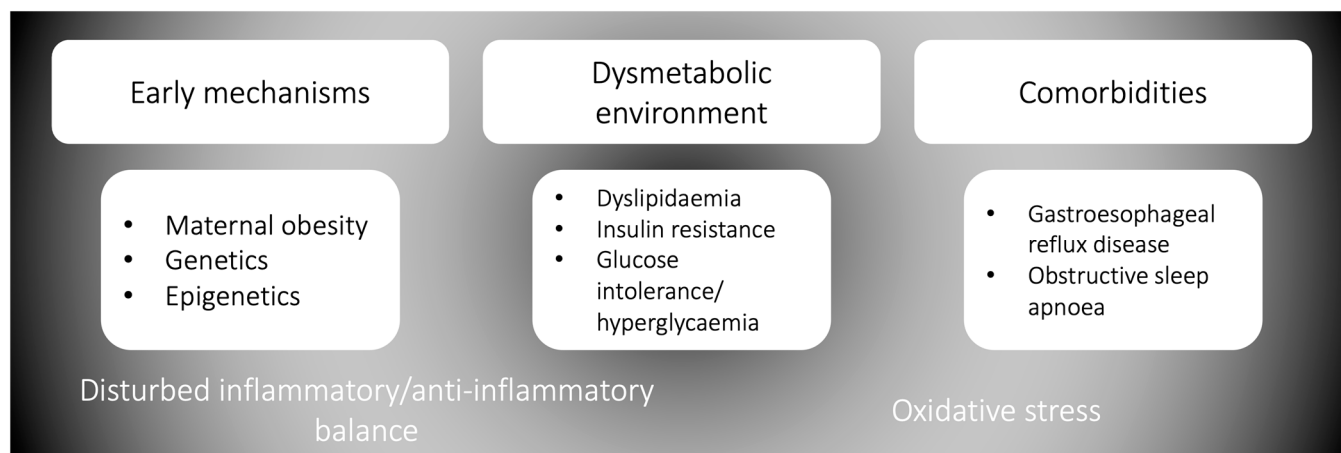 Early mechanisms
Dysmetabolic
environment
Comorbidities
• Maternal obesity
• Genetics
• Epigenetics
• Dyslipidaemia
• Insulin resistance
• Glucose
intolerance/
hyperglycaemia
• Gastroesophageal
reflux disease
• Obstructive sleep
apnoea
Disturbed inflammatory/anti-inflammatory
balance
Oxidative stress